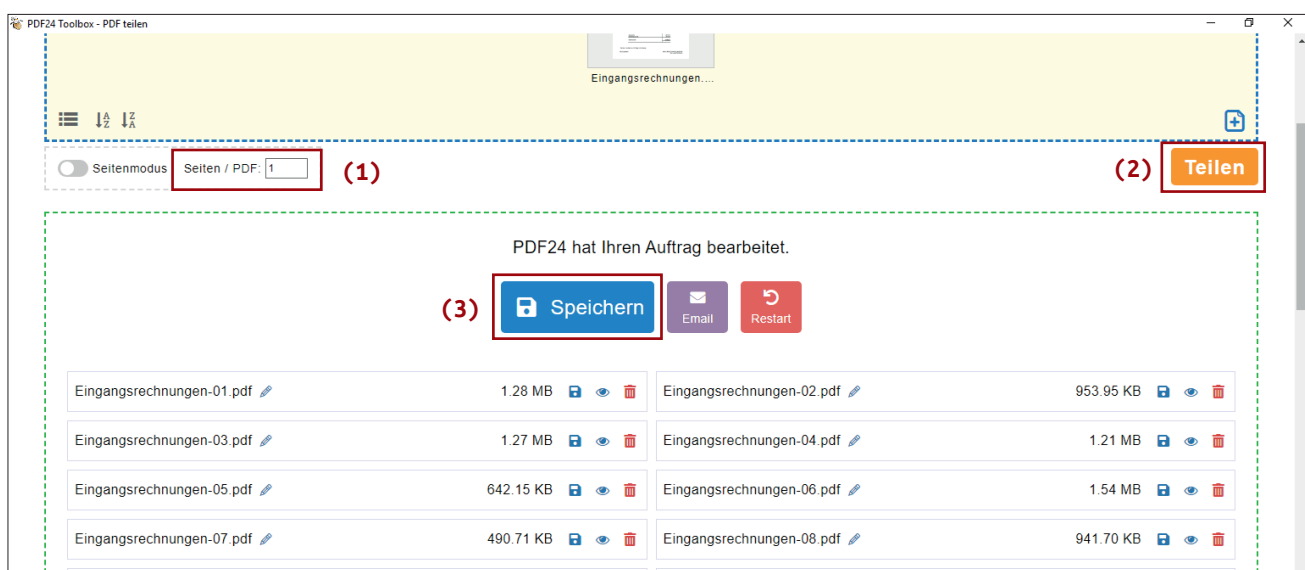 PDF24 Toolbox - PDF teilen
Eingangsrechnungen....
Seitenmodus Seiten / PDF: 1 (1) (2) Teilen
PDF24 hat Ihren Auftrag bearbeitet.
(3) Speichern Email Restart
Eingangsrechnungen-01.pdf 1.28 MB Eingangsrechnungen-02.pdf 953.95 KB
Eingangsrechnungen-03.pdf 1.27 MB Eingangsrechnungen-04.pdf 1.21 MB
Eingangsrechnungen-05.pdf 642.15 KB Eingangsrechnungen-06.pdf 1.54 MB
Eingangsrechnungen-07.pdf 490.71 KB Eingangsrechnungen-08.pdf 941.70 KB